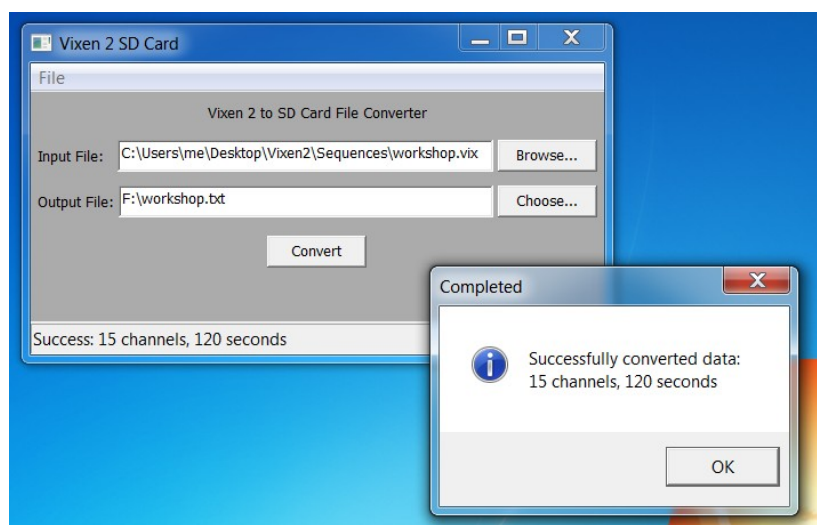 Vixen 2 SD Card
File
Vixen 2 to SD Card File Converter
Input File: C:\Users\me\Desktop\Vixen2\Sequences\workshop.vix Browse...
Output File: F:\workshop.txt Choose...
Convert
Success: 15 channels, 120 seconds
Completed
Successfully converted data:
15 channels, 120 seconds
OK